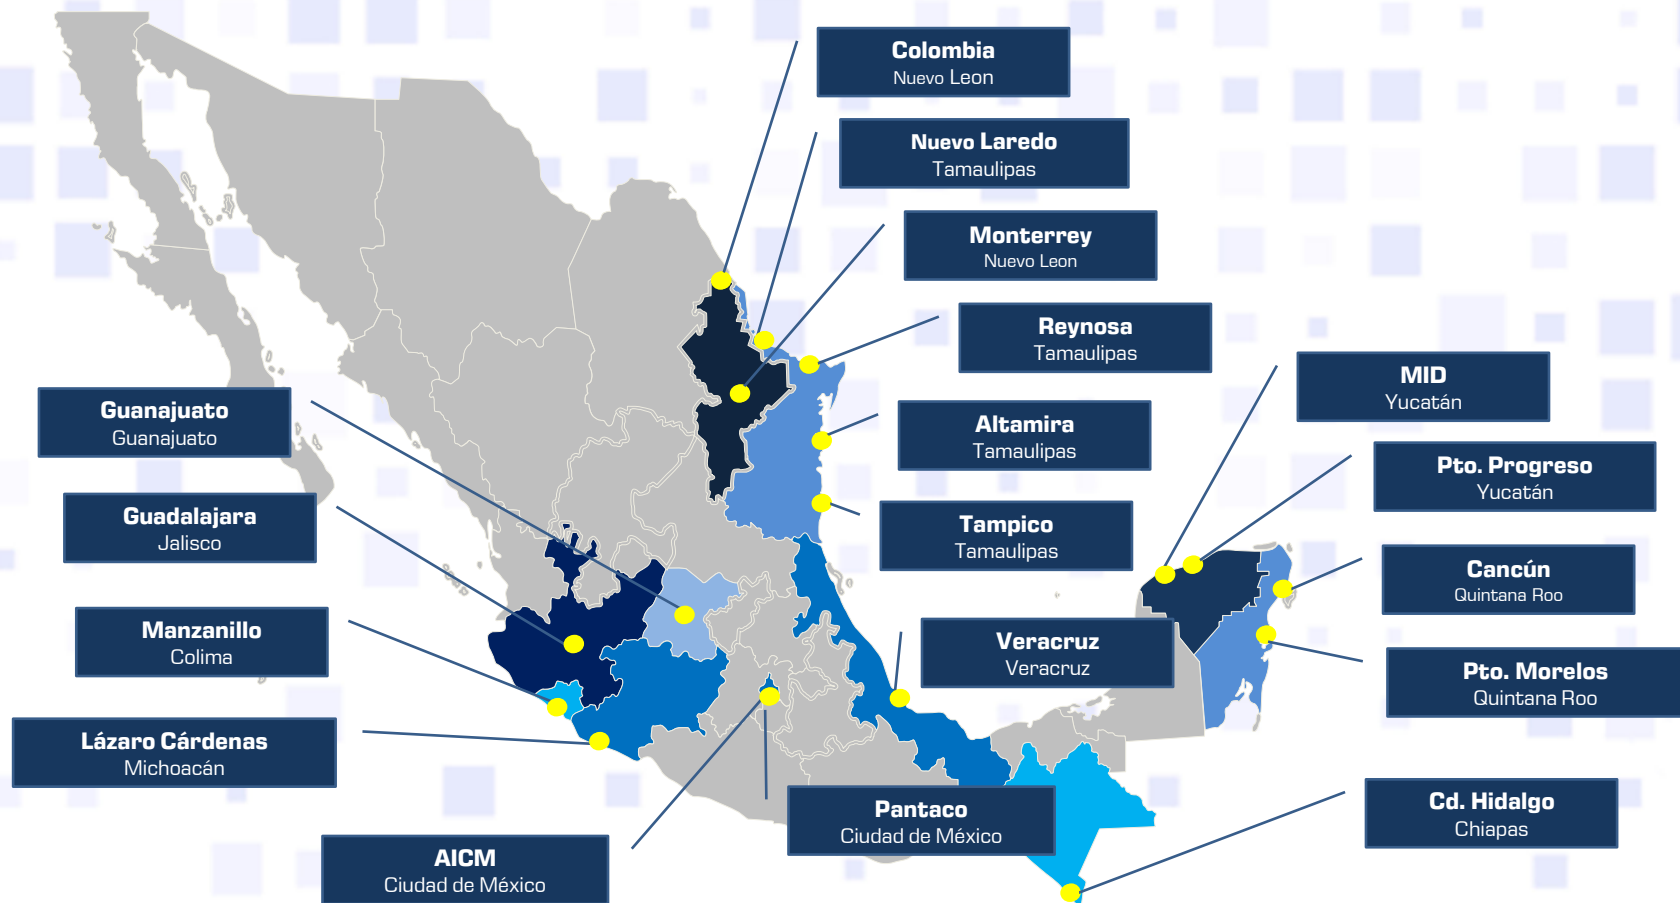 Colombia
Nuevo Leon
Nuevo Laredo
Tamaulipas
Monterrey
Nuevo Leon
Reynosa
Tamaulipas
MID
Yucatán
Guanajuato
Guanajuato
Altamira
Tamaulipas
Pto. Progreso
Yucatán
Guadalajara
Jalisco
Tampico
Tamaulipas
Cancún
Quintana Roo
Manzanillo
Colima
Veracruz
Veracruz
Pto. Morelos
Quintana Roo
Lázaro Cárdenas
Michoacán
Pantaco
Ciudad de México
Cd. Hidalgo
Chiapas
AICM
Ciudad de México